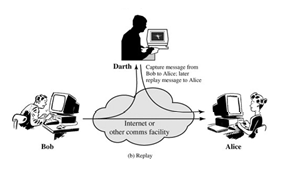 Darth
Capture message from
Bob to Alice; later
replay message to Alice
Internet or
other comms facility
Bob
Alice
(b) Replay